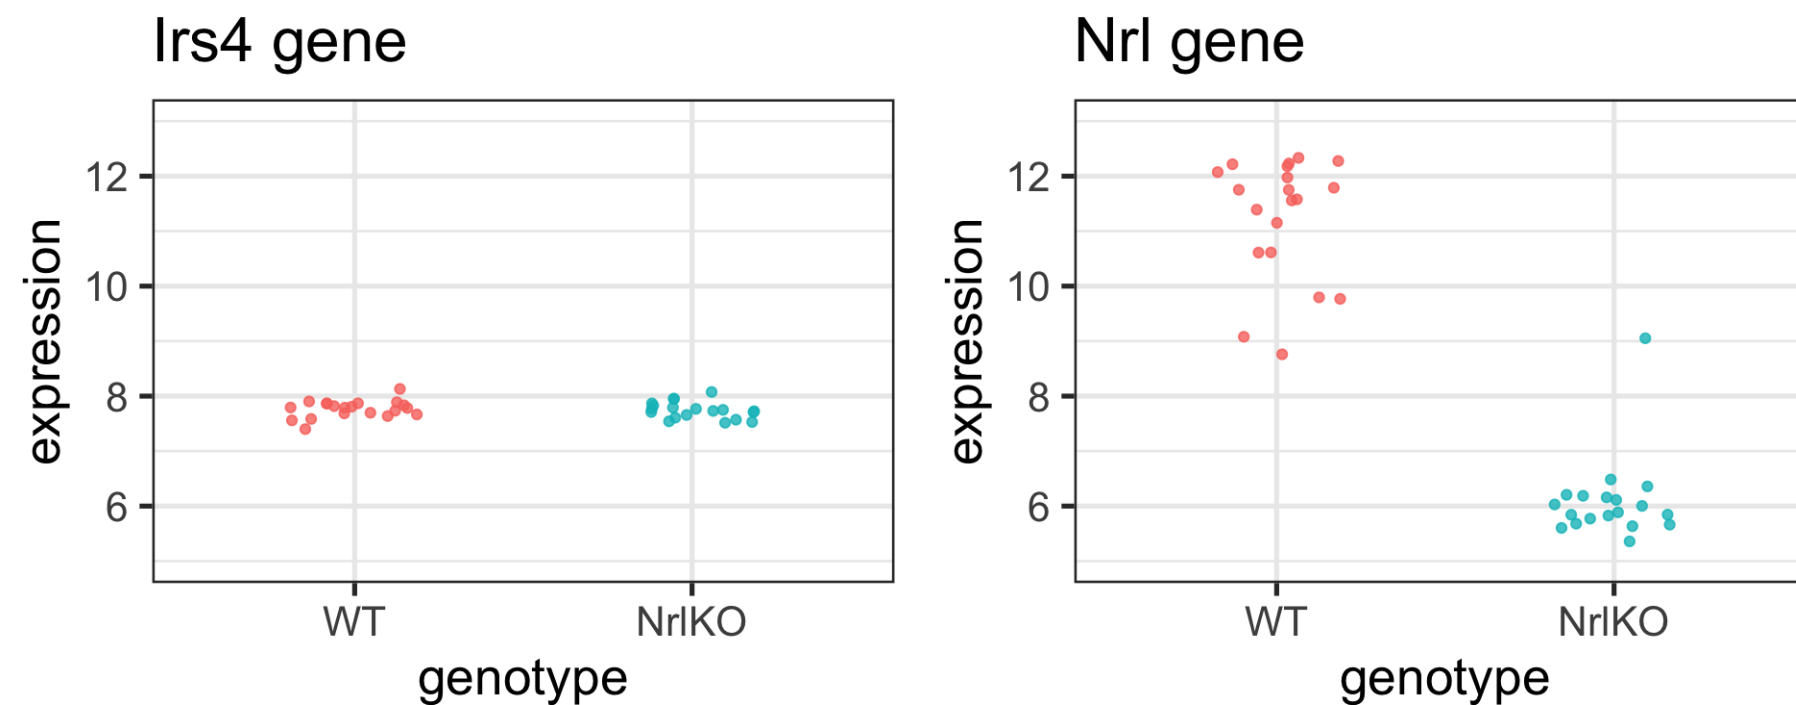 Irs4 gene
expression
12
10
8
6
WT
NrlKO
genotype
Nrl gene
expression
12
10
8
6
WT
NrlKO
genotype